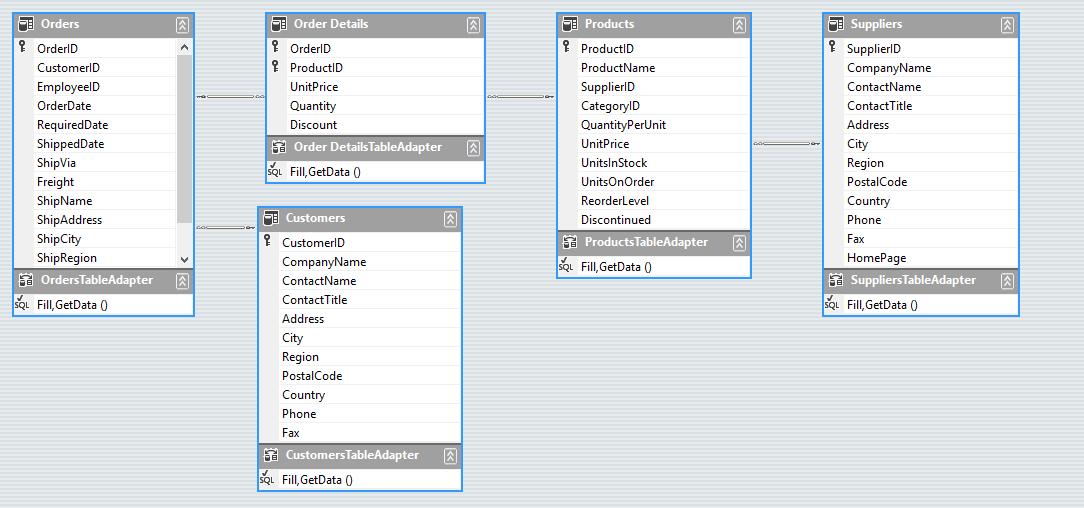 Orders
OrderID
CustomerID
EmployeeID
OrderDate
RequiredDate
ShippedDate
ShipVia
Freight
ShipName
ShipAddress
ShipCity
ShipRegion
OrdersTableAdapter
SQL Fill,GetData ()
Order Details
OrderID
ProductID
UnitPrice
Quantity
Discount
Order DetailsTableAdapter
SQL Fill,GetData ()
Customers
CustomerID
CompanyName
ContactName
ContactTitle
Address
City
Region
PostalCode
Country
Phone
Fax
CustomersTableAdapter
SQL Fill,GetData ()
Products
ProductID
ProductName
SupplierID
CategoryID
QuantityPerUnit
UnitPrice
UnitsInStock
UnitsOnOrder
ReorderLevel
Discontinued
ProductsTableAdapter
SQL Fill,GetData ()
Suppliers
SupplierID
CompanyName
ContactName
ContactTitle
Address
City
Region
PostalCode
Country
Phone
Fax
HomePage
SuppliersTableAdapter
SQL Fill,GetData ()